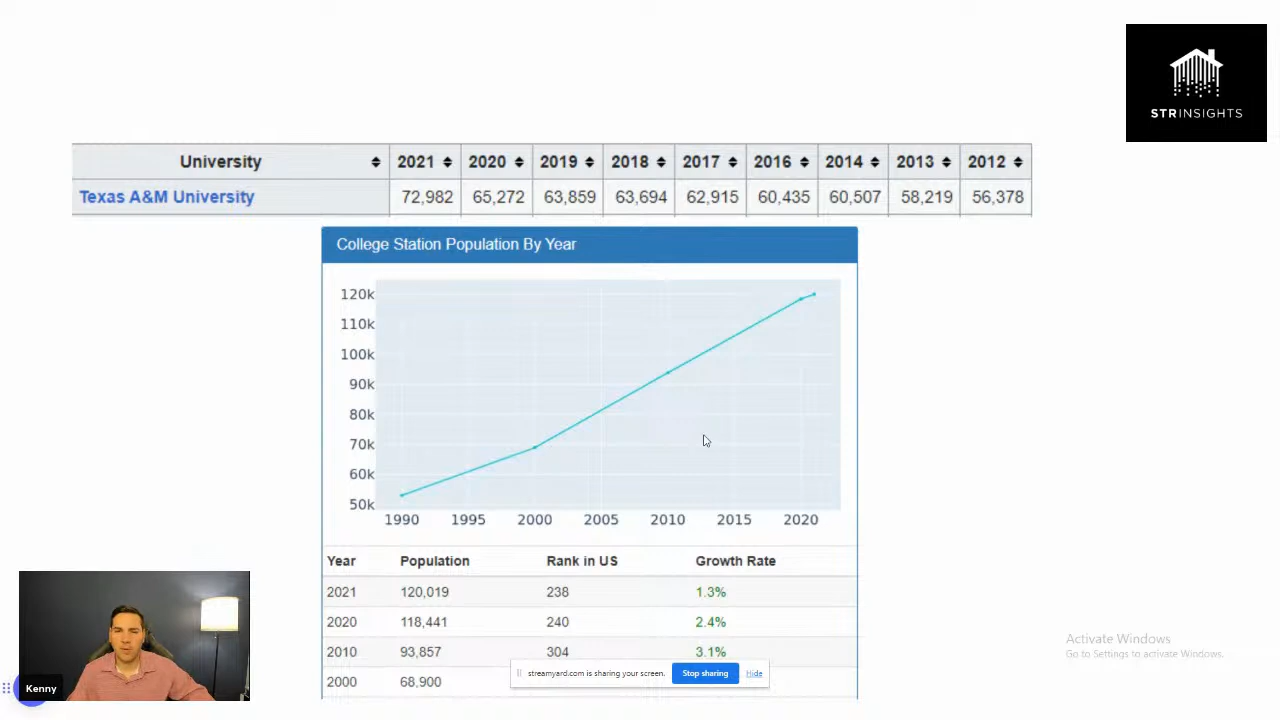 STRINSIGHTS
University 2021 2020 2019 2018 2017 2016 2014 2013 2012
Texas A&M University 72,982 65,272 63,859 63,694 62,915 60,435 60,507 58,219 56,378
College Station Population By Year
120k
110k
100k
90k
80k
70k
60k
50k
1990 1995 2000 2005 2010 2015 2020
Year Population Rank in US Growth Rate
2021 120,019 238 1.3%
2020 118,441 240 2.4%
2010 93,857 304 3.1%
2000 68,900
streamyard.com is sharing your screen. Stop sharing Hide
Activate Windows
Go to Settings to activate Windows.
Kenny